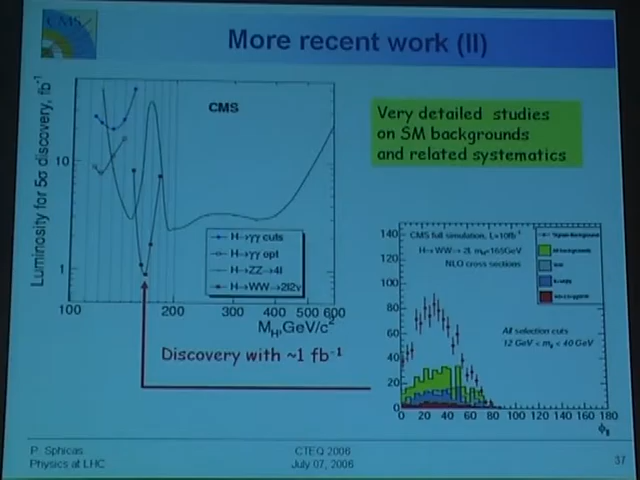 CMS
More recent work (II)
Luminosity for 5σ discovery, fb⁻¹
CMS
10
1
H→γγ cuts
H→γγ opt
H→ZZ→4l
H→WW→2l2ν
100
200
300
400
500 600
M_H, GeV/c²
Discovery with ~1 fb⁻¹
Very detailed studies
on SM backgrounds
and related systematics
CMS full simulation, L=10fb⁻¹
H→WW→2l, m_H=165GeV
NLO cross sections
All selection cuts
12 GeV < m_ll < 40 GeV
140
120
100
80
60
40
20
0
0 20 40 60 80 100 120 140 160 180
P. Sphicas
Physics at LHC
CTEQ 2006
July 07, 2006
37